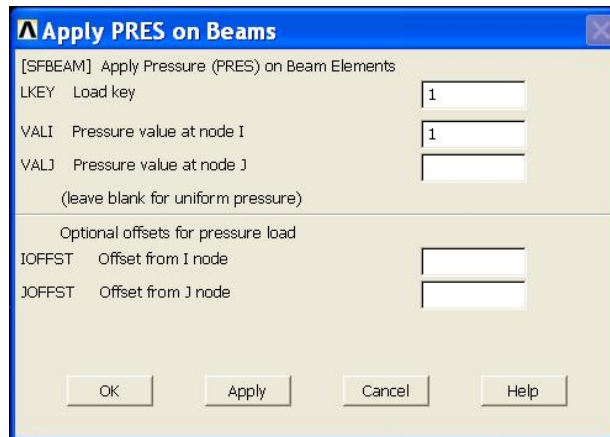 Λ Apply PRES on Beams
[SFBEAM] Apply Pressure (PRES) on Beam Elements
LKEY Load key 1
VALI Pressure value at node I 1
VALJ Pressure value at node J
(leave blank for uniform pressure)
Optional offsets for pressure load
IOFFST Offset from I node
JOFFST Offset from J node
OK Apply Cancel Help